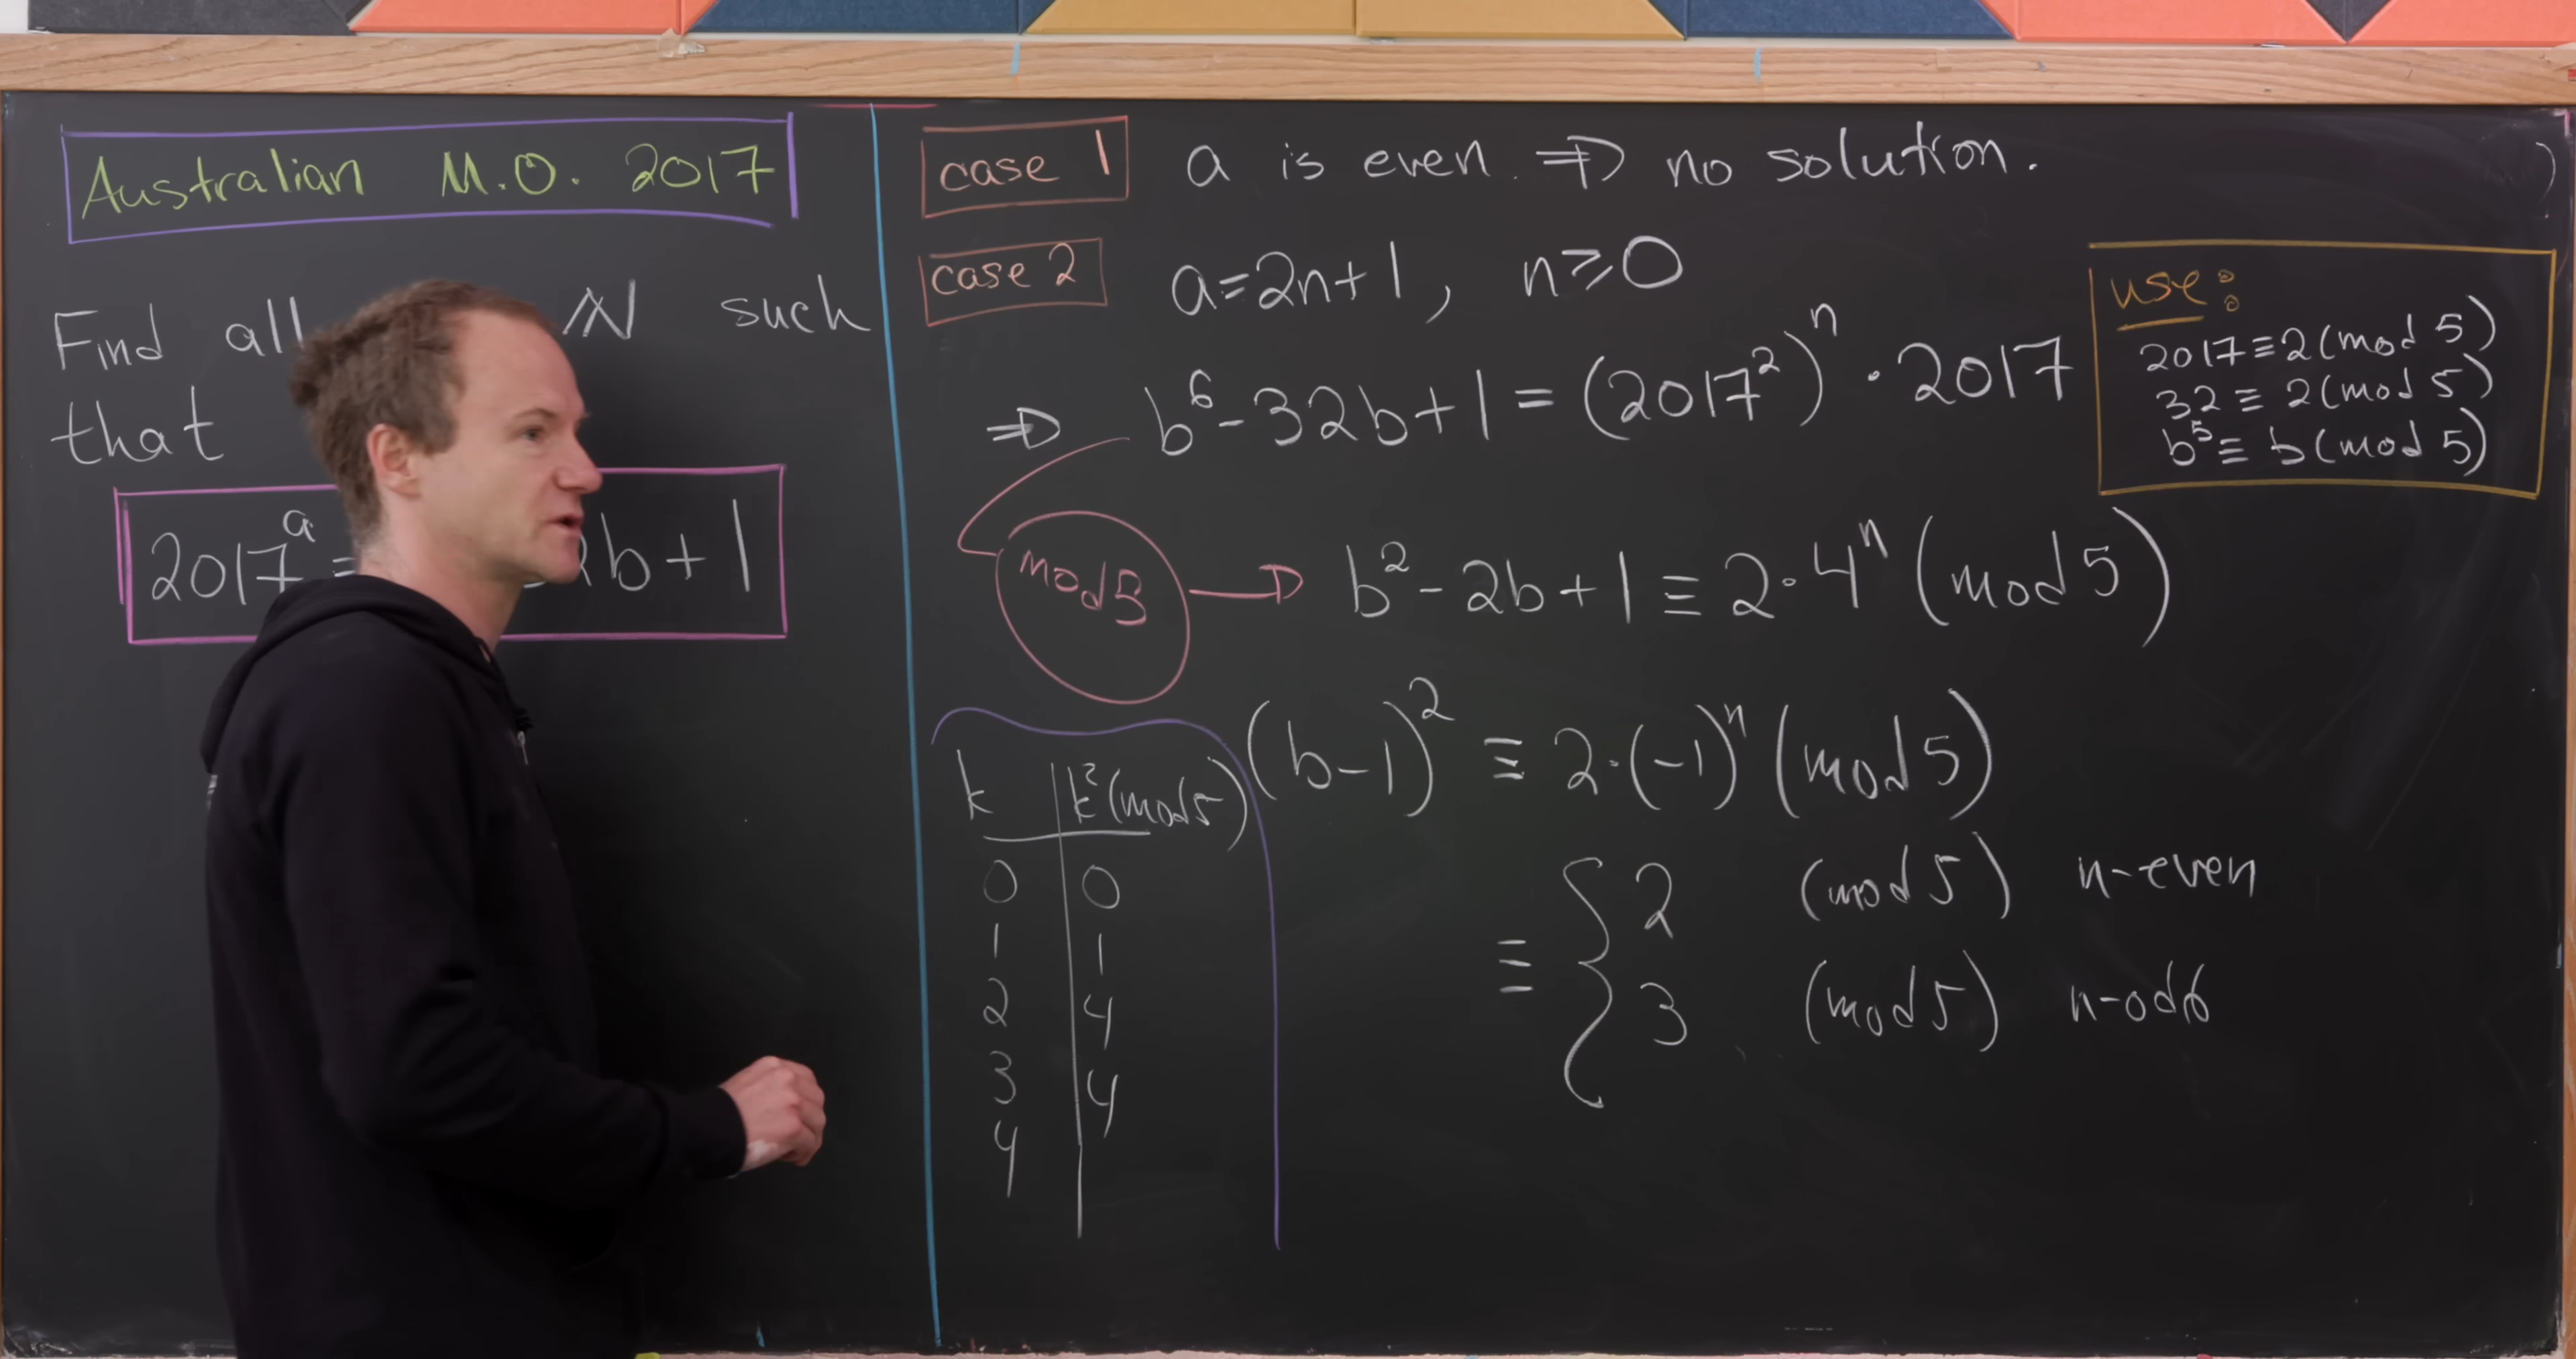 Australian M.O. 2017
Find all ℕ such
that
2017^a = 2b+1
case 1 a is even ⇒ no solution.
case 2 a=2n+1, n≥0
⇒ b^6-32b+1 = (2017^2)^n · 2017
use:
2017≡2(mod 5)
32≡2(mod 5)
b^5≡b(mod 5)
mod 5 → b^2-2b+1≡2·4^n (mod 5)
(b-1)^2 ≡ 2·(-1)^n (mod 5)
≡ { 2 (mod 5) n-even
3 (mod 5) n-odd
k k^2(mod 5)
0 0
1 1
2 4
3 4
4